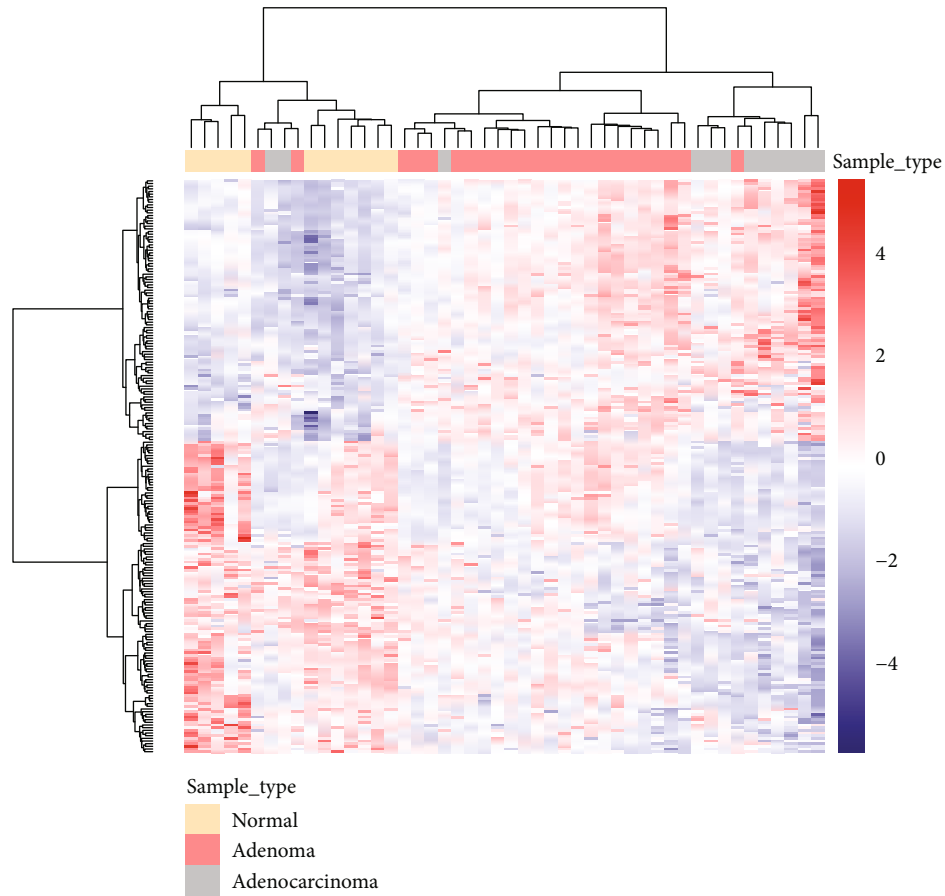 Sample_type
4
2
0
−2
−4
Sample_type
Normal
Adenoma
Adenocarcinoma